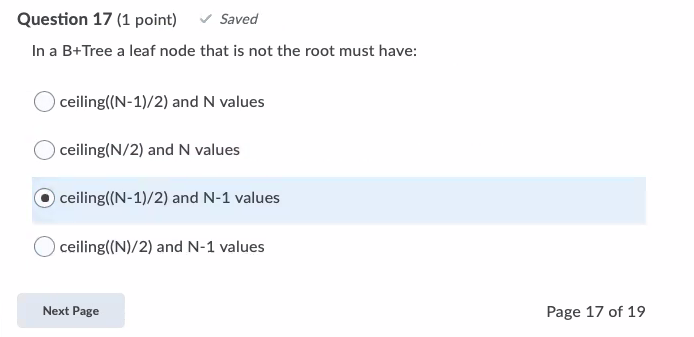 Question 17 (1 point) ✓ Saved
In a B+Tree a leaf node that is not the root must have:
ceiling((N-1)/2) and N values
ceiling(N/2) and N values
ceiling((N-1)/2) and N-1 values
ceiling((N)/2) and N-1 values
Next Page Page 17 of 19